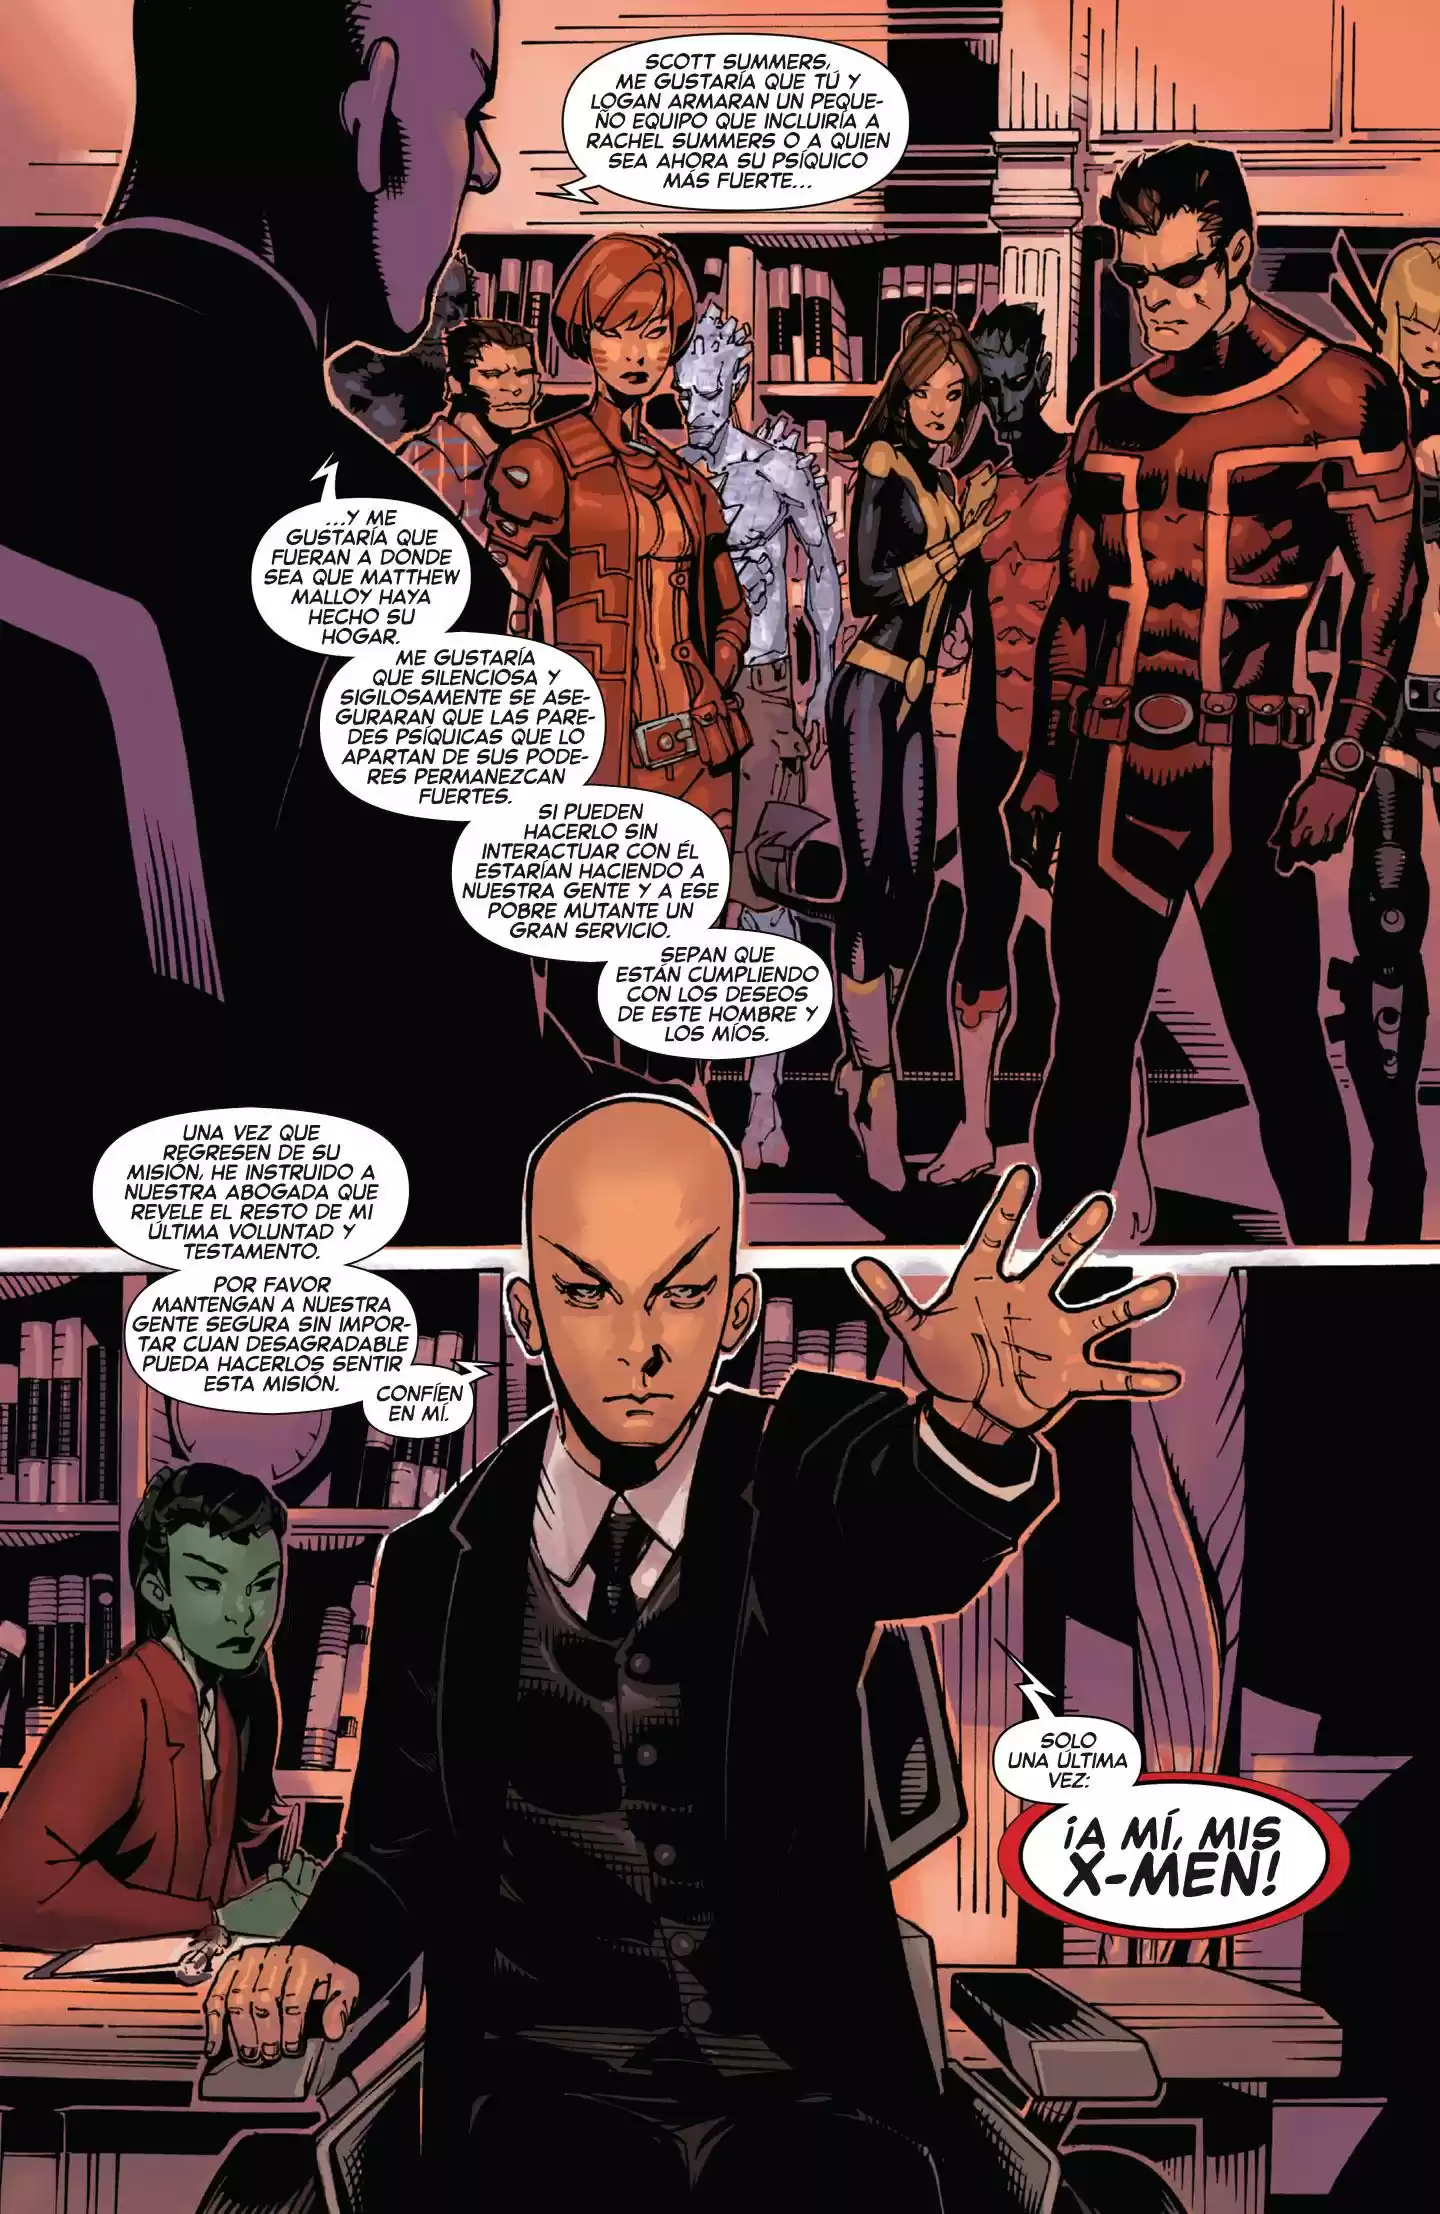 SCOTT SUMMERS,
ME GUSTARÍA QUE TÚ Y
LOGAN ARMARAN UN PEQUE-
ÑO EQUIPO QUE INCLUIRÍA A
RACHEL SUMMERS O A QUIEN
SEA AHORA SU PSÍQUICO
MÁS FUERTE...
...Y ME
GUSTARÍA QUE
FUERAN A DONDE
SEA QUE MATTHEW
MALLOY HAYA
HECHO SU
HOGAR.
ME GUSTARÍA
QUE SILENCIOSA Y
SIGILOSAMENTE SE ASE-
GURARAN QUE LAS PARE-
DES PSÍQUICAS QUE LO
APARTAN DE SUS PODE-
RES PERMANEZCAN
FUERTES.
SI PUEDEN
HACERLO SIN
INTERACTUAR CON ÉL
ESTARÍAN HACIENDO A
NUESTRA GENTE Y A ESE
POBRE MUTANTE UN
GRAN SERVICIO.
SEPAN QUE
ESTÁN CUMPLIENDO
CON LOS DESEOS
DE ESTE HOMBRE Y
LOS MÍOS.
UNA VEZ QUE
REGRESEN DE SU
MISIÓN, HE INSTRUIDO A
NUESTRA ABOGADA QUE
REVELE EL RESTO DE MI
ÚLTIMA VOLUNTAD Y
TESTAMENTO.
POR FAVOR
MANTENGAN A NUESTRA
GENTE SEGURA SIN IMPOR-
TAR CUAN DESAGRADABLE
PUEDA HACERLOS SENTIR
ESTA MISIÓN.
CONFÍEN
EN MÍ.
SOLO
UNA ÚLTIMA
VEZ:
¡A MÍ, MIS
X-MEN!